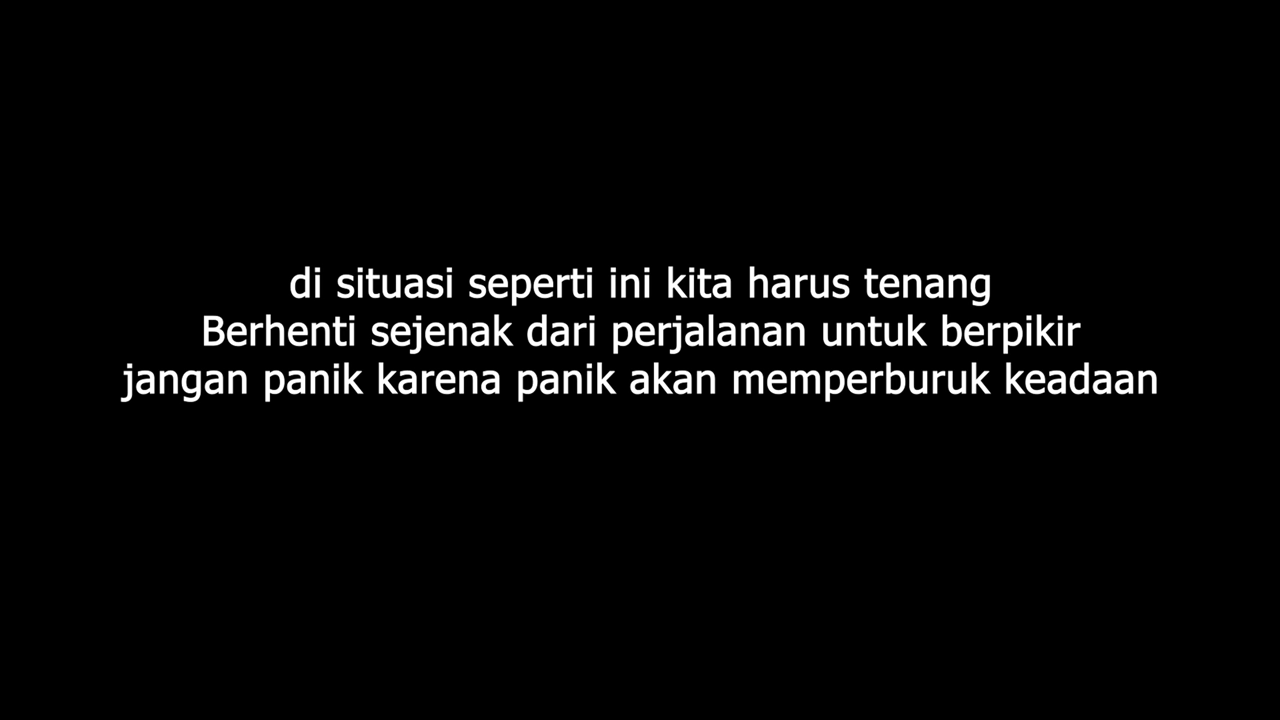 di situasi seperti ini kita harus tenang
Berhenti sejenak dari perjalanan untuk berpikir
jangan panik karena panik akan memperburuk keadaan